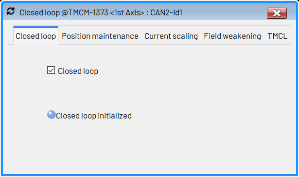 Closed loop @TMCM-1373 <1st Axis> : CAN2-Id1
Closed loop Position maintenance Current scaling Field weakening TMCL
Closed loop
Closed loop initialized